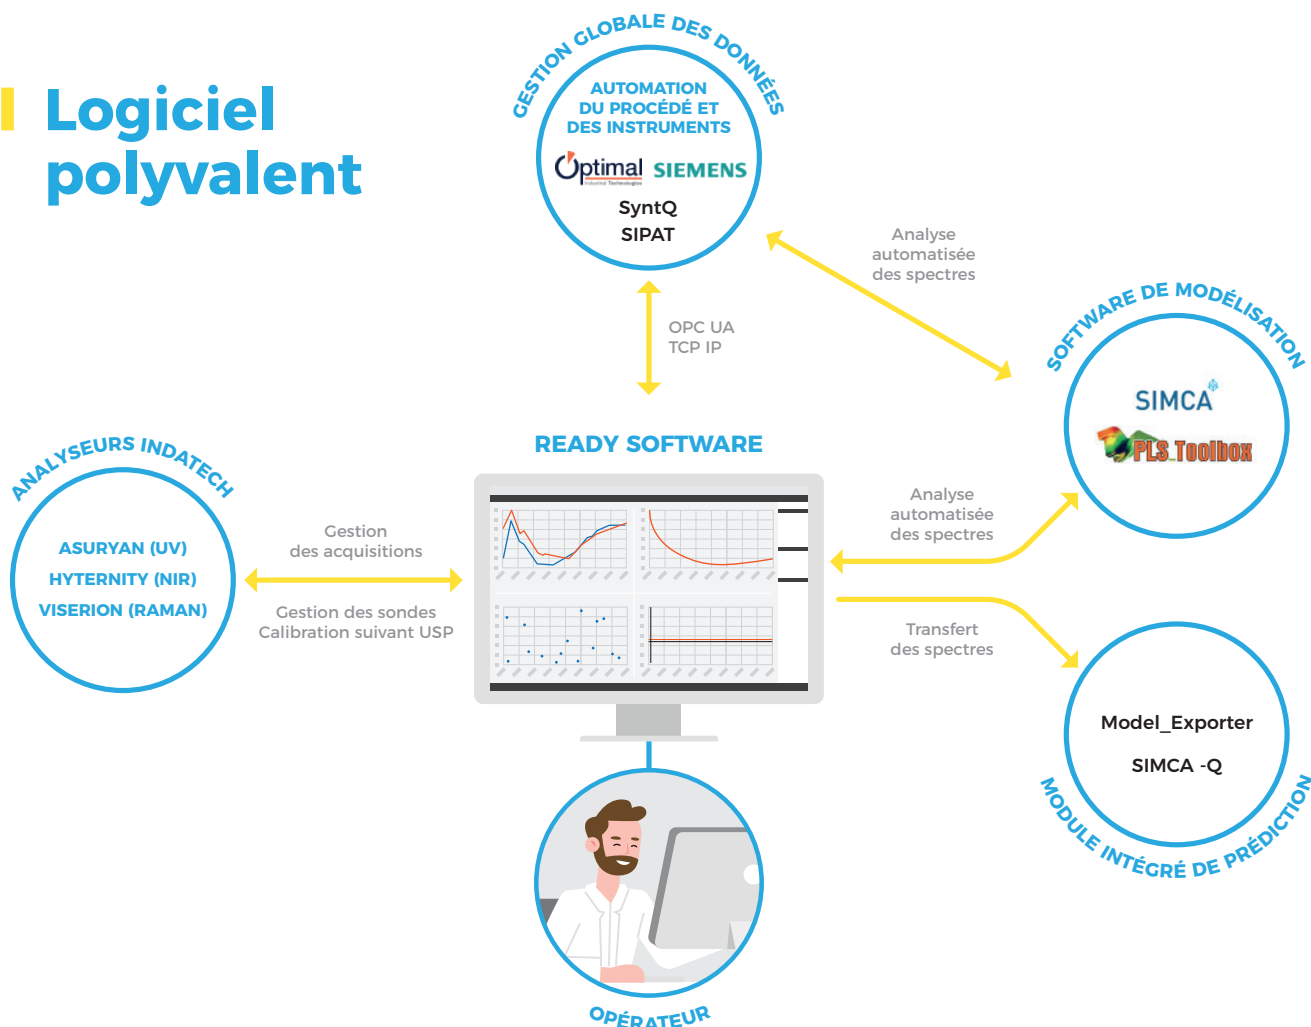 Logiciel
polyvalent
GESTION GLOBALE DES DONNÉES
AUTOMATION
DU PROCÉDÉ ET
DES INSTRUMENTS
Optimal
Industrial Technologies
SIEMENS
SyntQ
SIPAT
Analyse
automatisée
des spectres
OPC UA
TCP IP
SOFTWARE DE MODÉLISATION
SIMCA
PLS_Toolbox
READY SOFTWARE
ANALYSEURS INDATECH
ASURYAN (UV)
HYTERNITY (NIR)
VISERION (RAMAN)
Gestion
des acquisitions
Gestion des sondes
Calibration suivant USP
Analyse
automatisée
des spectres
Transfert
des spectres
Model_Exporter
SIMCA -Q
MODULE INTÉGRÉ DE PRÉDICTION
OPÉRATEUR